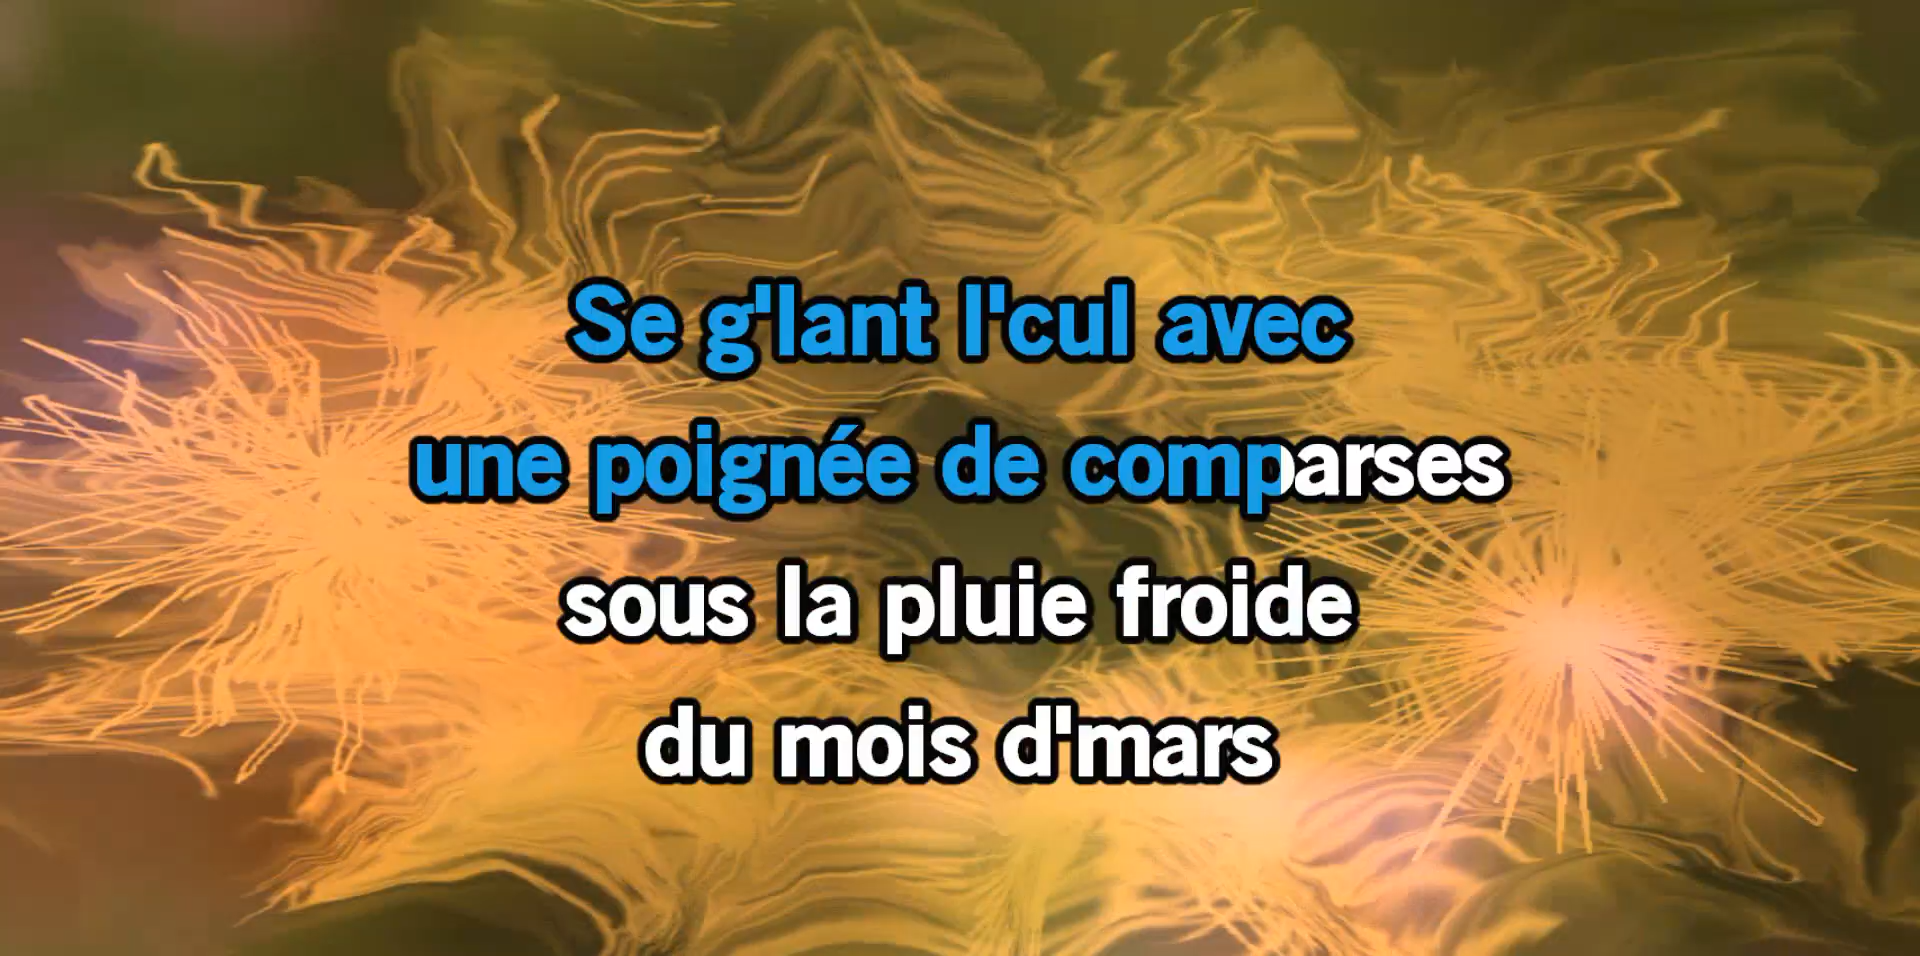 Se g'lant l'cul avec
une poignée de comparses
sous la pluie froide
du mois d'mars